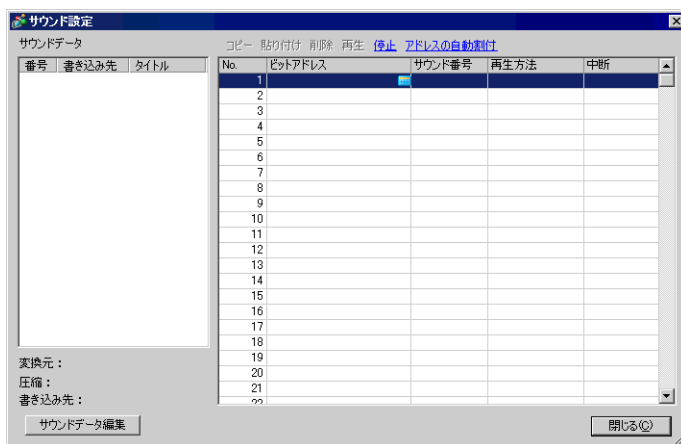 サウンド設定
サウンドデータ
コピー 貼り付け 削除 再生 停止 アドレスの自動割付
番号 書き込み先 タイトル
No. ビットアドレス サウンド番号 再生方法 中断
1
2
3
4
5
6
7
8
9
10
11
12
13
14
15
16
17
18
19
20
21
22
変換元：
圧縮：
書き込み先：
サウンドデータ編集
閉じる(C)